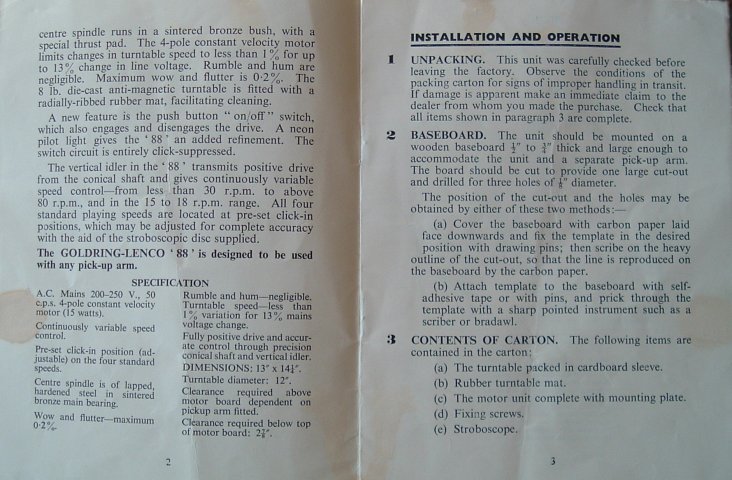 centre spindle runs in a sintered bronze bush, with a
special thrust pad. The 4-pole constant velocity motor
limits changes in turntable speed to less than 1% for up
to 13% change in line voltage. Rumble and hum are
negligible. Maximum wow and flutter is 0·2%. The
8 lb. die-cast anti-magnetic turntable is fitted with a
radially-ribbed rubber mat, facilitating cleaning.
A new feature is the push button “on/off” switch,
which also engages and disengages the drive. A neon
pilot light gives the ‘88’ an added refinement. The
switch circuit is entirely click-suppressed.
The vertical idler in the ‘88’ transmits positive drive
from the conical shaft and gives continuously variable
speed control—from less than 30 r.p.m. to above
80 r.p.m., and in the 15 to 18 r.p.m. range. All four
standard playing speeds are located at pre-set click-in
positions, which may be adjusted for complete accuracy
with the aid of the stroboscopic disc supplied.
The GOLDRING-LENCO ‘88’ is designed to be used
with any pick-up arm.
SPECIFICATION
A.C. Mains 200-250 V., 50
c.p.s. 4-pole constant velocity
motor (15 watts).
Continuously variable speed
control.
Pre-set click-in position (ad-
justable) on the four standard
speeds.
Centre spindle is of lapped,
hardened steel in sintered
bronze main bearing.
Wow and flutter—maximum
0·2%.
Rumble and hum—negligible.
Turntable speed—less than
1% variation for 13% mains
voltage change.
Fully positive drive and accur-
ate control through precision
conical shaft and vertical idler.
DIMENSIONS: 13″ x 14¼″.
Turntable diameter: 12″.
Clearance required above
motor board dependent on
pickup arm fitted.
Clearance required below top
of motor board:
2
INSTALLATION AND OPERATION
1 UNPACKING. This unit was carefully checked before
leaving the factory. Observe the conditions of the
packing carton for signs of improper handling in transit.
If damage is apparent make an immediate claim to the
dealer from whom you made the purchase. Check that
all items shown in paragraph 3 are complete.
2 BASEBOARD. The unit should be mounted on a
wooden baseboard ½″ to ¾″ thick and large enough to
accommodate the unit and a separate pick-up arm.
The board should be cut to provide one large cut-out
and drilled for three holes of diameter.
The position of the cut-out and the holes may be
obtained by either of these two methods:—
(a) Cover the baseboard with carbon paper laid
face downwards and fix the template in the desired
position with drawing pins; then scribe on the heavy
outline of the cut-out, so that the line is reproduced on
the baseboard by the carbon paper.
(b) Attach template to the baseboard with self-
adhesive tape or with pins, and prick through the
template with a sharp pointed instrument such as a
scriber or bradawl.
3 CONTENTS OF CARTON. The following items are
contained in the carton:
(a) The turntable packed in cardboard sleeve.
(b) Rubber turntable mat.
(c) The motor unit complete with mounting plate.
(d) Fixing screws.
(e) Stroboscope.
3